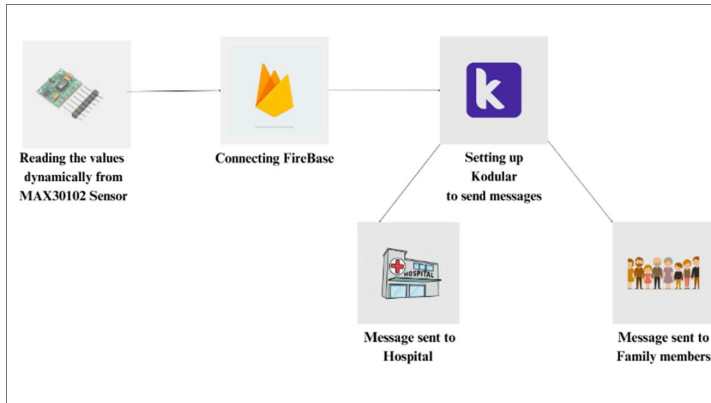 Reading the values
dynamically from
MAX30102 Sensor
Connecting FireBase
Setting up
Kodular
to send messages
HOSPITAL
Message sent to
Hospital
Message sent to
Family members